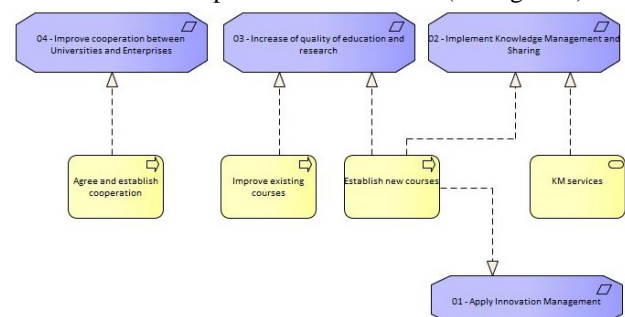 04 - Improve cooperation between
Universities and Enterprises
03 - Increase of quality of education and
research
02 - Implement Knowledge Management and
Sharing
Agree and establish
cooperation
Improve existing
courses
Establish new courses
KM services
01 - Apply Innovation Management